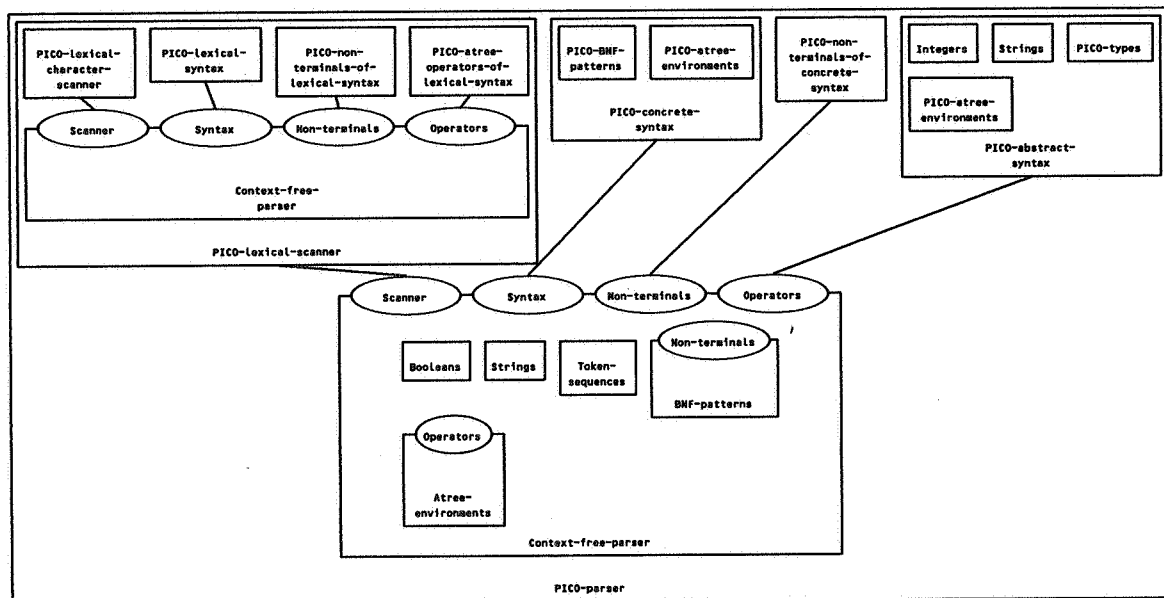 PICO-lexical-
character-
scanner
PICO-lexical-
syntax
PICO-non-
terminals-of-
lexical-syntax
PICO-atree-
operators-of-
lexical-syntax
Scanner
Syntax
Non-terminals
Operators
Context-free-
parser
PICO-lexical-scanner
PICO-BNF-
patterns
PICO-atree-
environments
PICO-concrete-
syntax
PICO-non-
terminals-of-
concrete-
syntax
Integers
Strings
PICO-types
PICO-atree-
environments
PICO-abstract-
syntax
Scanner
Syntax
Non-terminals
Operators
Booleans
Strings
Token-
sequences
Non-terminals
BNF-patterns
Operators
Atree-
environments
Context-free-parser
PICO-parser